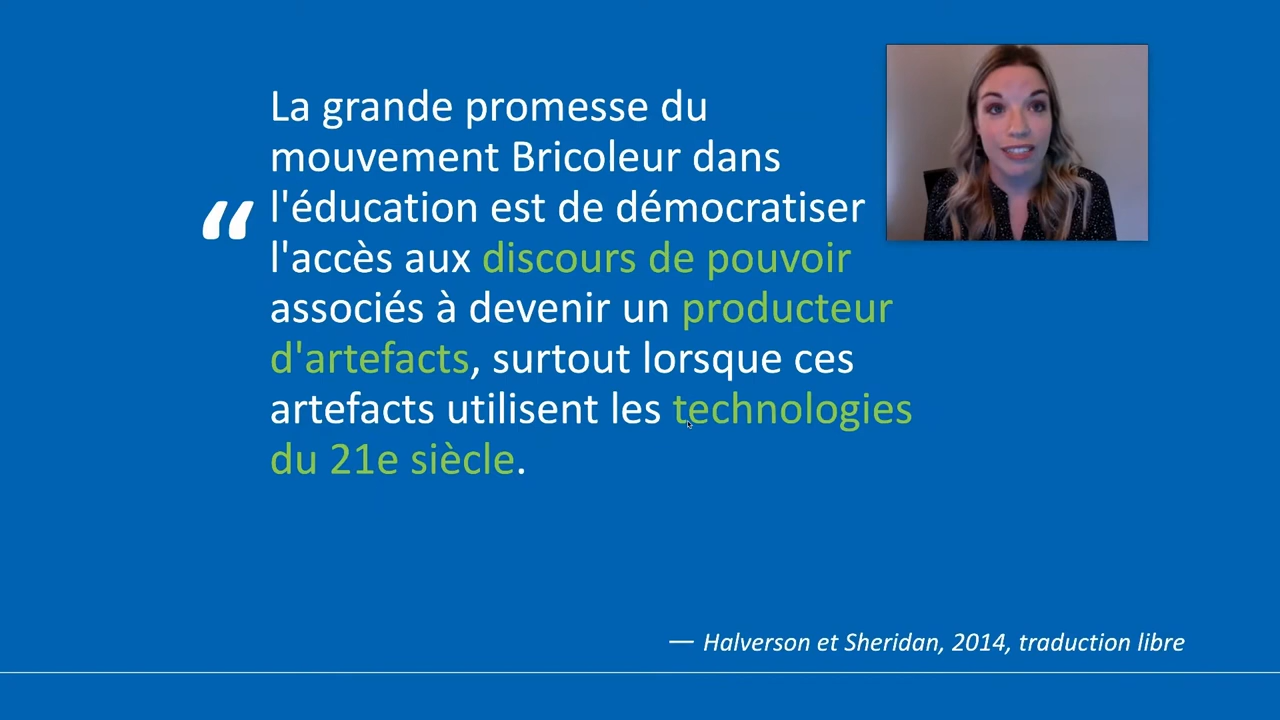 La grande promesse du
mouvement Bricoleur dans
“ l'éducation est de démocratiser
l'accès aux discours de pouvoir
associés à devenir un producteur
d'artefacts, surtout lorsque ces
artefacts utilisent les technologies
du 21e siècle.
— Halverson et Sheridan, 2014, traduction libre